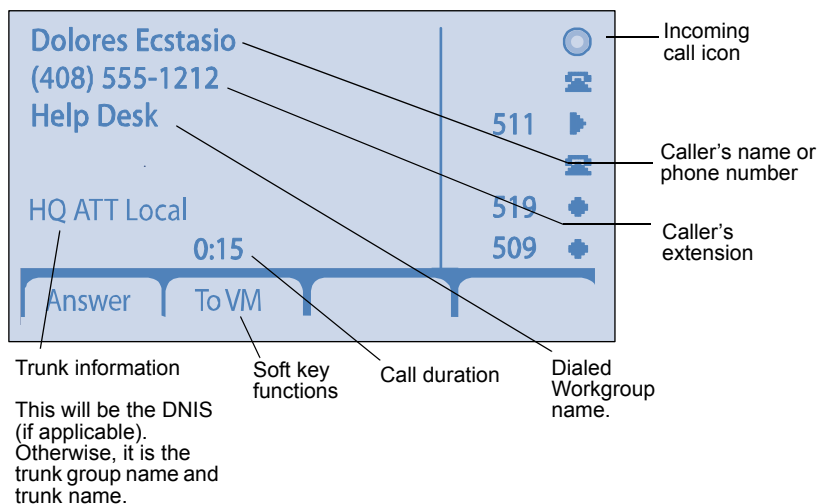 Dolores Ecstasio
(408) 555-1212
Help Desk
511
HQ ATT Local
519
0:15
509
Answer
To VM
Incoming
call icon
Caller's name or
phone number
Caller's
extension
Trunk information
This will be the DNIS
(if applicable).
Otherwise, it is the
trunk group name and
trunk name.
Soft key
functions
Call duration
Dialed
Workgroup
name.